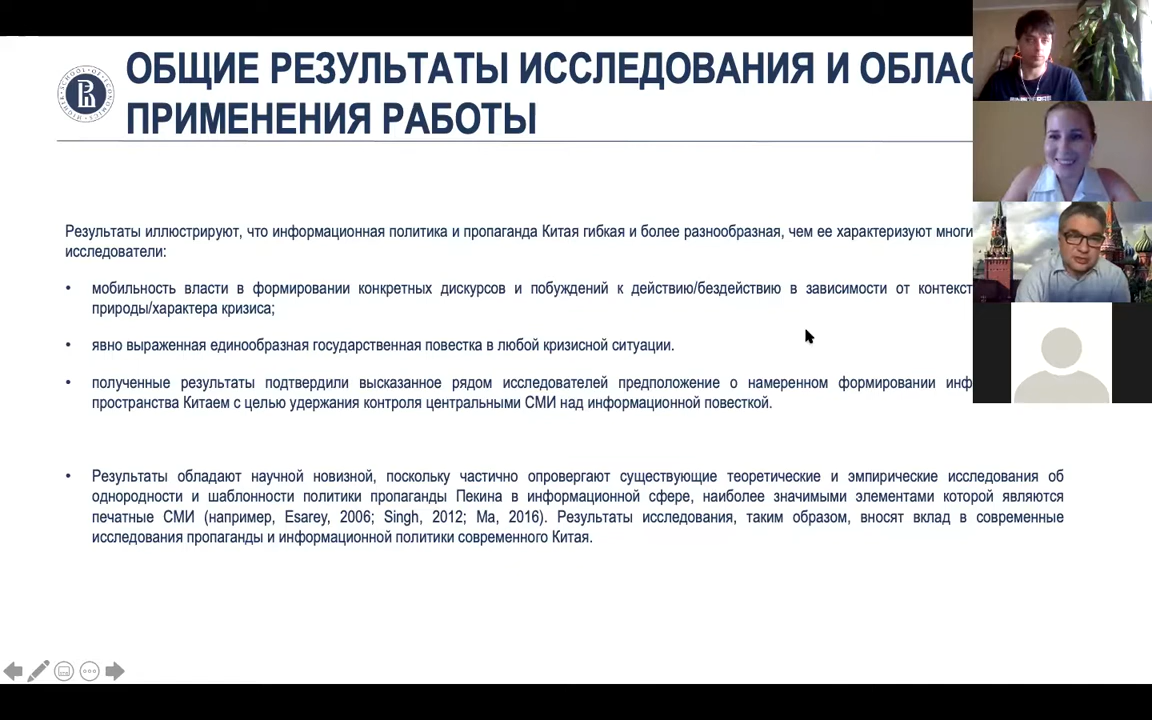 ОБЩИЕ РЕЗУЛЬТАТЫ ИССЛЕДОВАНИЯ И ОБЛАС
ПРИМЕНЕНИЯ РАБОТЫ
HIGHER SCHOOL OF ECONOMICS
Результаты иллюстрируют, что информационная политика и пропаганда Китая гибкая и более разнообразная, чем ее характеризуют многи
исследователи:
• мобильность власти в формировании конкретных дискурсов и побуждений к действию/бездействию в зависимости от контекст
природы/характера кризиса;
• явно выраженная единообразная государственная повестка в любой кризисной ситуации.
• полученные результаты подтвердили высказанное рядом исследователей предположение о намеренном формировании инф
пространства Китаем с целью удержания контроля центральными СМИ над информационной повесткой.
• Результаты обладают научной новизной, поскольку частично опровергают существующие теоретические и эмпирические исследования об
однородности и шаблонности политики пропаганды Пекина в информационной сфере, наиболее значимыми элементами которой являются
печатные СМИ (например, Esarey, 2006; Singh, 2012; Ma, 2016). Результаты исследования, таким образом, вносят вклад в современные
исследования пропаганды и информационной политики современного Китая.